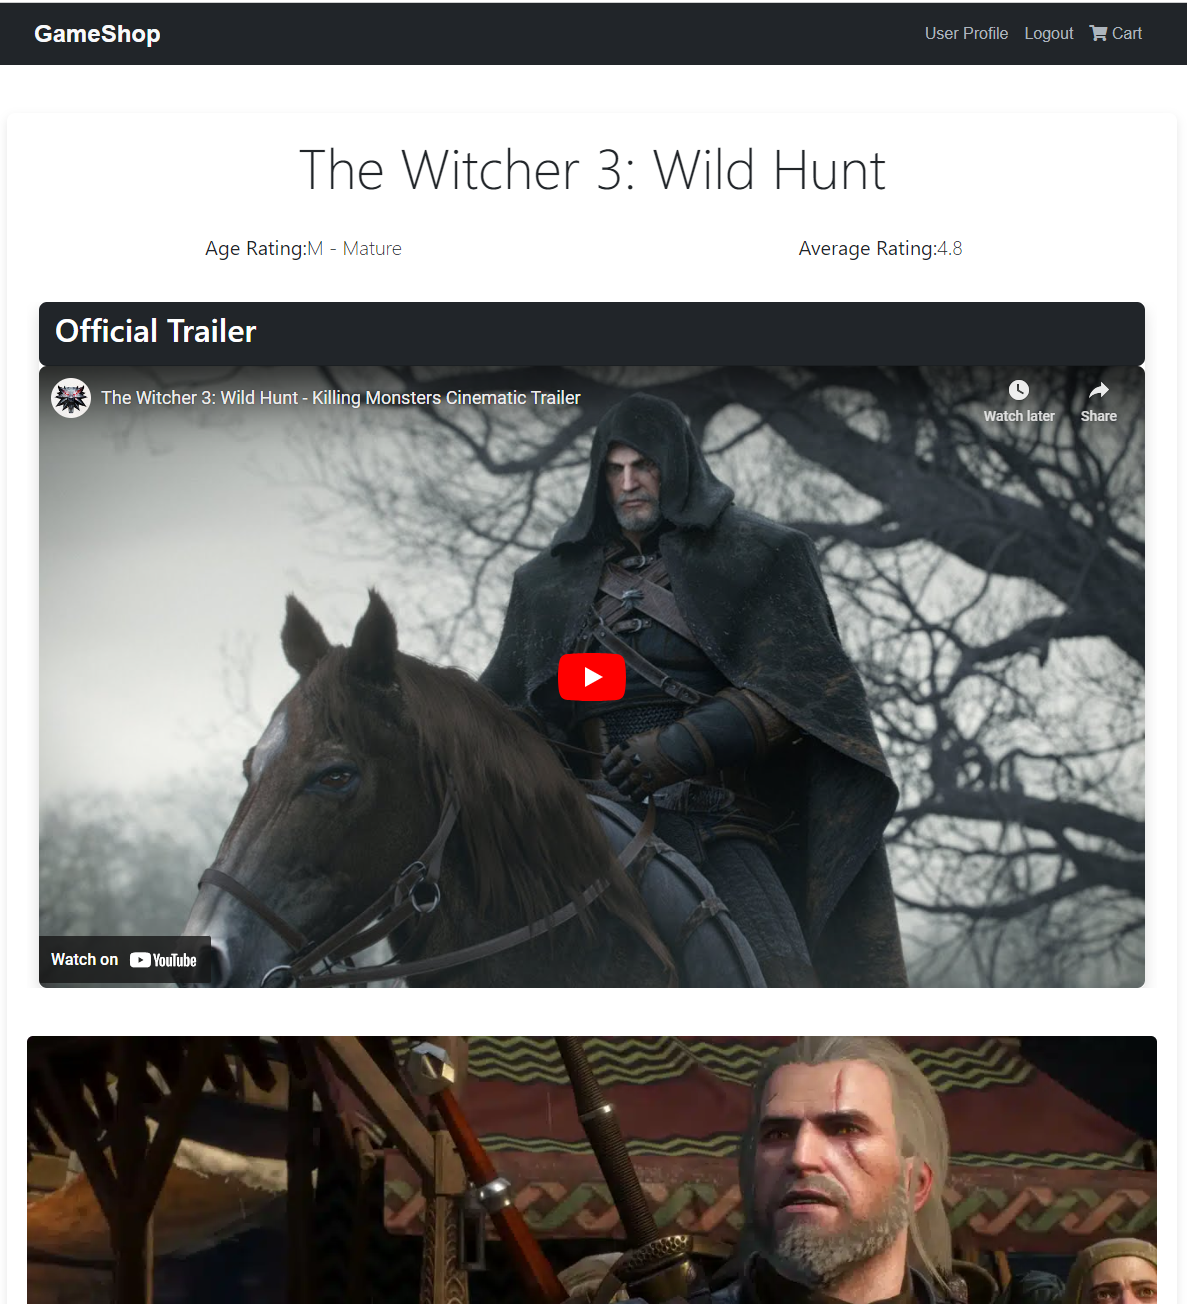 GameShop
User Profile Logout Cart
The Witcher 3: Wild Hunt
Age Rating:M - Mature
Average Rating:4.8
Official Trailer
The Witcher 3: Wild Hunt - Killing Monsters Cinematic Trailer
Watch later
Share
Watch on YouTube